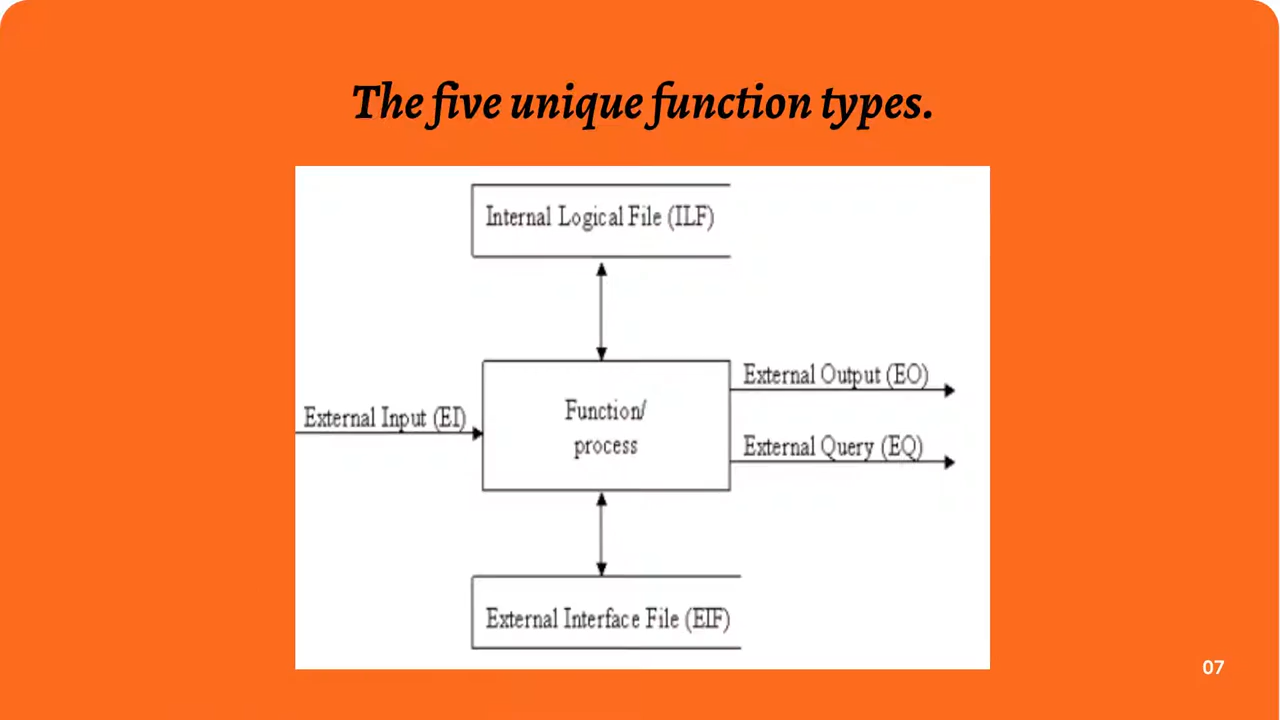 The five unique function types.
Internal Logical File (ILF)
External Output (EO)
External Input (EI)
Function/
process
External Query (EQ)
External Interface File (EIF)
07